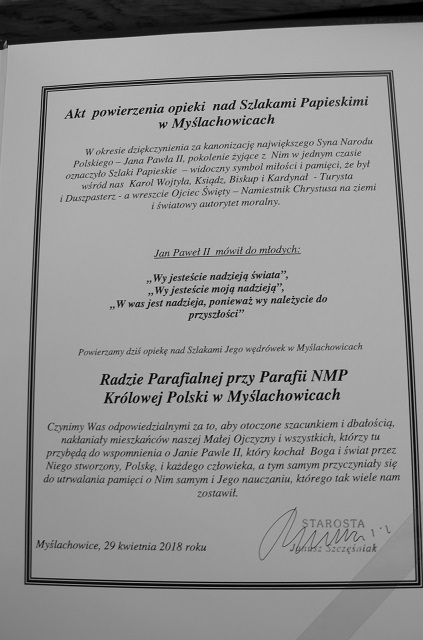 Akt powierzenia opieki nad Szlakami Papieskimi
w Myślachowicach
W okresie dziękczynienia za kanonizację największego Syna Narodu
Polskiego – Jana Pawła II, pokolenie żyjące z Nim w jednym czasie
oznaczyło Szlaki Papieskie – widoczny symbol miłości i pamięci, że był
wśród nas Karol Wojtyła, Ksiądz, Biskup i Kardynał - Turysta
i Duszpasterz - a wreszcie Ojciec Święty – Namiestnik Chrystusa na ziemi
i światowy autorytet moralny.
Jan Paweł II mówił do młodych:
„Wy jesteście nadzieją świata”,
„Wy jesteście moją nadzieją”,
„W was jest nadzieja, ponieważ wy należycie do
przyszłości”
Powierzamy dziś opiekę nad Szlakami Jego wędrówek w Myślachowicach
Radzie Parafialnej przy Parafii NMP
Królowej Polski w Myślachowicach
Czynimy Was odpowiedzialnymi za to, aby otoczone szacunkiem i dbałością,
nakłaniały mieszkańców naszej Małej Ojczyzny i wszystkich, którzy tu
przybędą do wspomnienia o Janie Pawle II, który kochał Boga i świat przez
Niego stworzony, Polskę, i każdego człowieka, a tym samym przyczyniały się
do utrwalania pamięci o Nim samym i Jego nauczaniu, którego tak wiele nam
zostawił.
STAROSTA
Janusz Szczęśniak
Myślachowice, 29 kwietnia 2018 roku